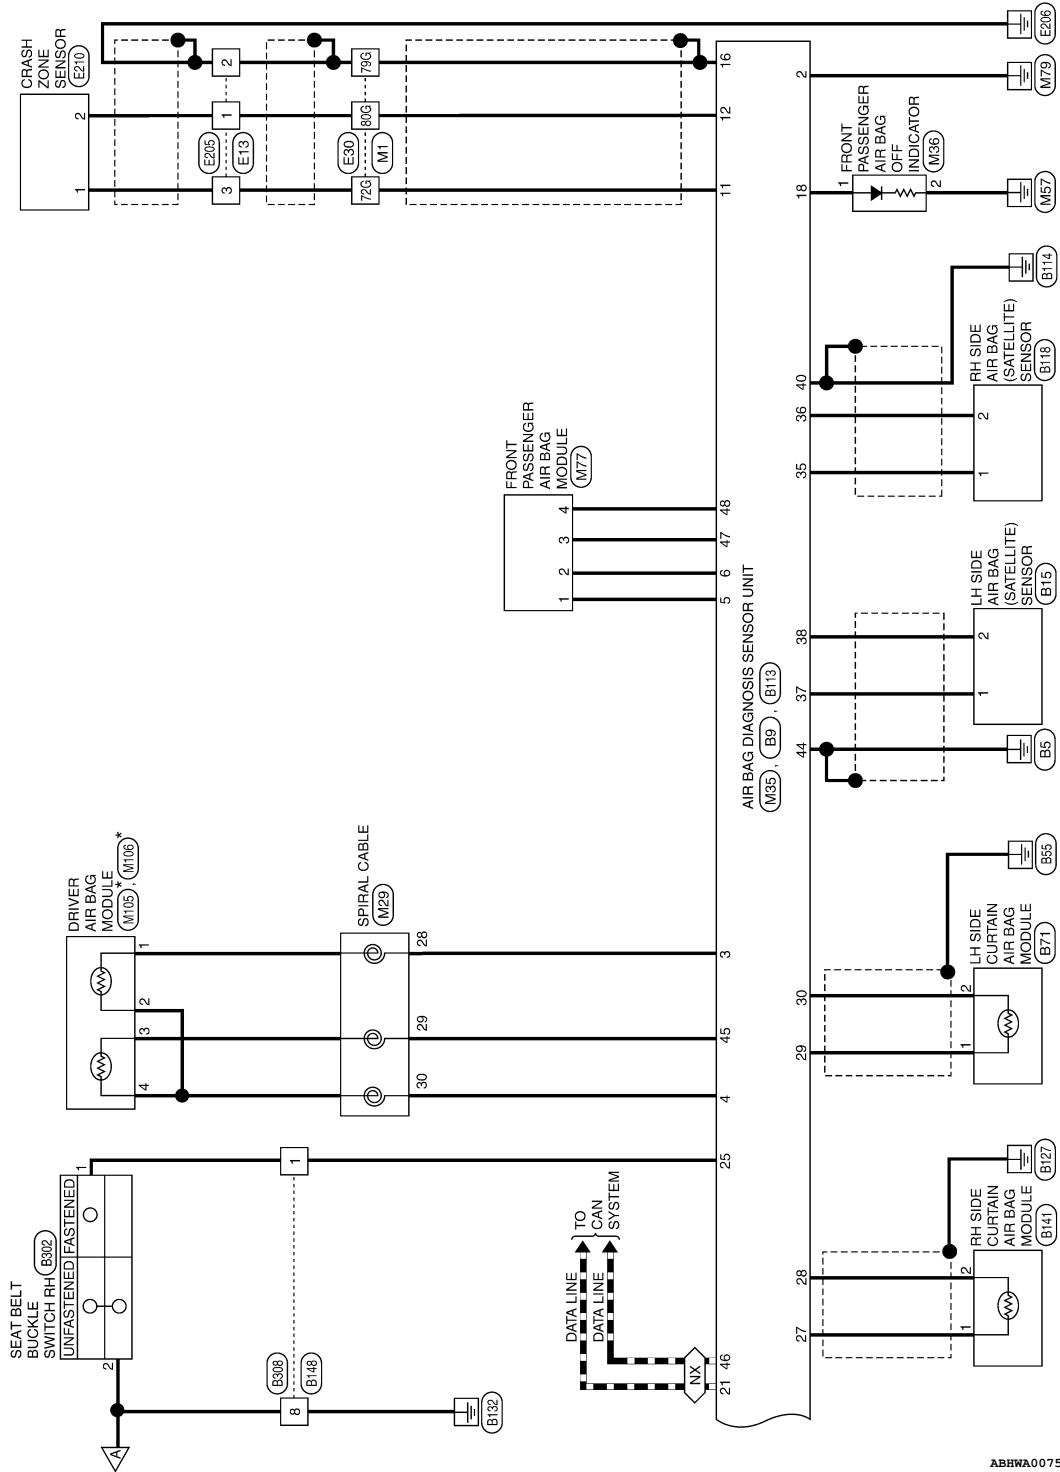 CRASH
ZONE
SENSOR
E210
2
1
2
1
3
E205
E13
79G
80G
72G
E30
M1
16
12
11
E206
2
M79
FRONT
PASSENGER
AIR BAG
OFF
INDICATOR
M36
18
1
2
M57
B114
RH SIDE
AIR BAG
(SATELLITE)
SENSOR
B118
40
36
35
2
1
FRONT
PASSENGER
AIR BAG
MODULE
M77
4
3
2
1
48
47
6
5
AIR BAG DIAGNOSIS SENSOR UNIT
M35 , B9 , B113
LH SIDE
AIR BAG
(SATELLITE)
SENSOR
B15
38
37
44
2
1
B5
DRIVER
AIR BAG
MODULE
M105 * , M106 *
1
2
3
4
SPIRAL CABLE
M29
28
29
30
3
45
4
B55
LH SIDE
CURTAIN
AIR BAG
MODULE
B71
30
29
2
1
SEAT BELT
BUCKLE
SWITCH RH B302
UNFASTENED FASTENED
1
2
A
1
8
B308
B148
B132
25
TO
CAN
SYSTEM
DATA LINE
DATA LINE
NX
46
21
B127
RH SIDE
CURTAIN
AIR BAG
MODULE
B141
28
27
2
1
ABHWA0075